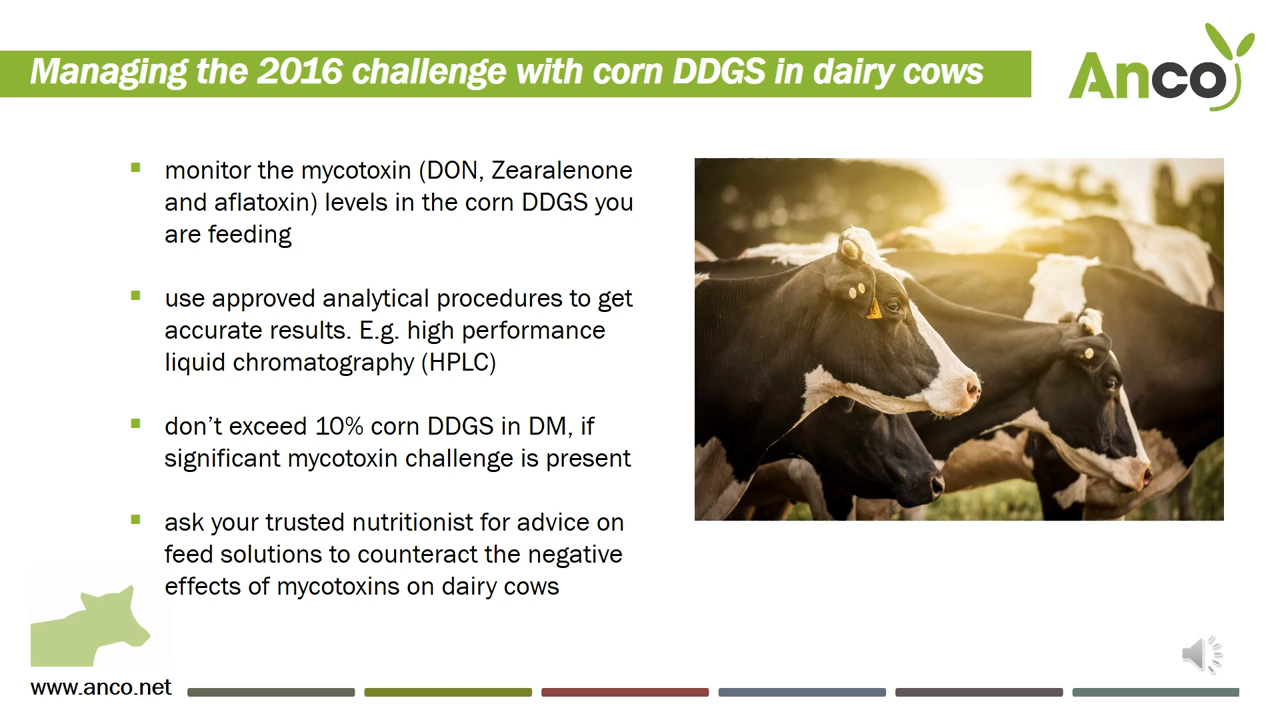 Managing the 2016 challenge with corn DDGS in dairy cows
Anco
monitor the mycotoxin (DON, Zearalenone
and aflatoxin) levels in the corn DDGS you
are feeding
use approved analytical procedures to get
accurate results. E.g. high performance
liquid chromatography (HPLC)
don’t exceed 10% corn DDGS in DM, if
significant mycotoxin challenge is present
ask your trusted nutritionist for advice on
feed solutions to counteract the negative
effects of mycotoxins on dairy cows
www.anco.net